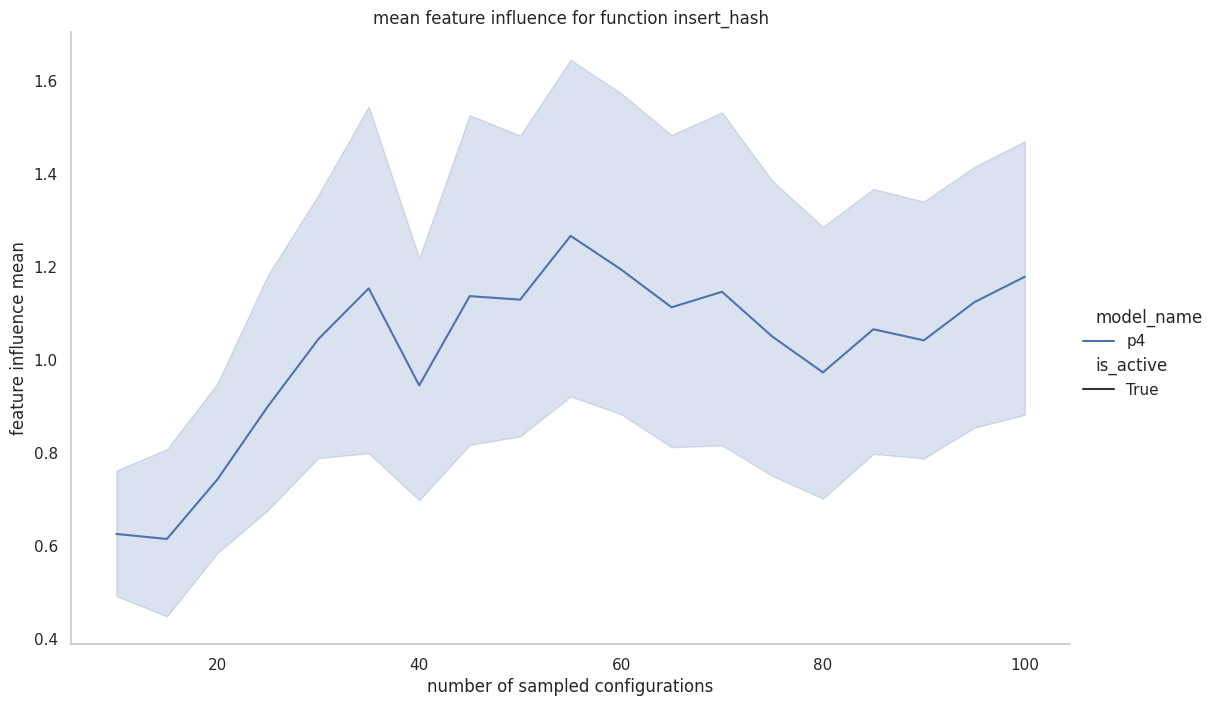 mean feature influence for function insert_hash
feature influence mean
1.6
1.4
1.2
1.0
0.8
0.6
0.4
20
40
60
80
100
number of sampled configurations
model_name
p4
is_active
True